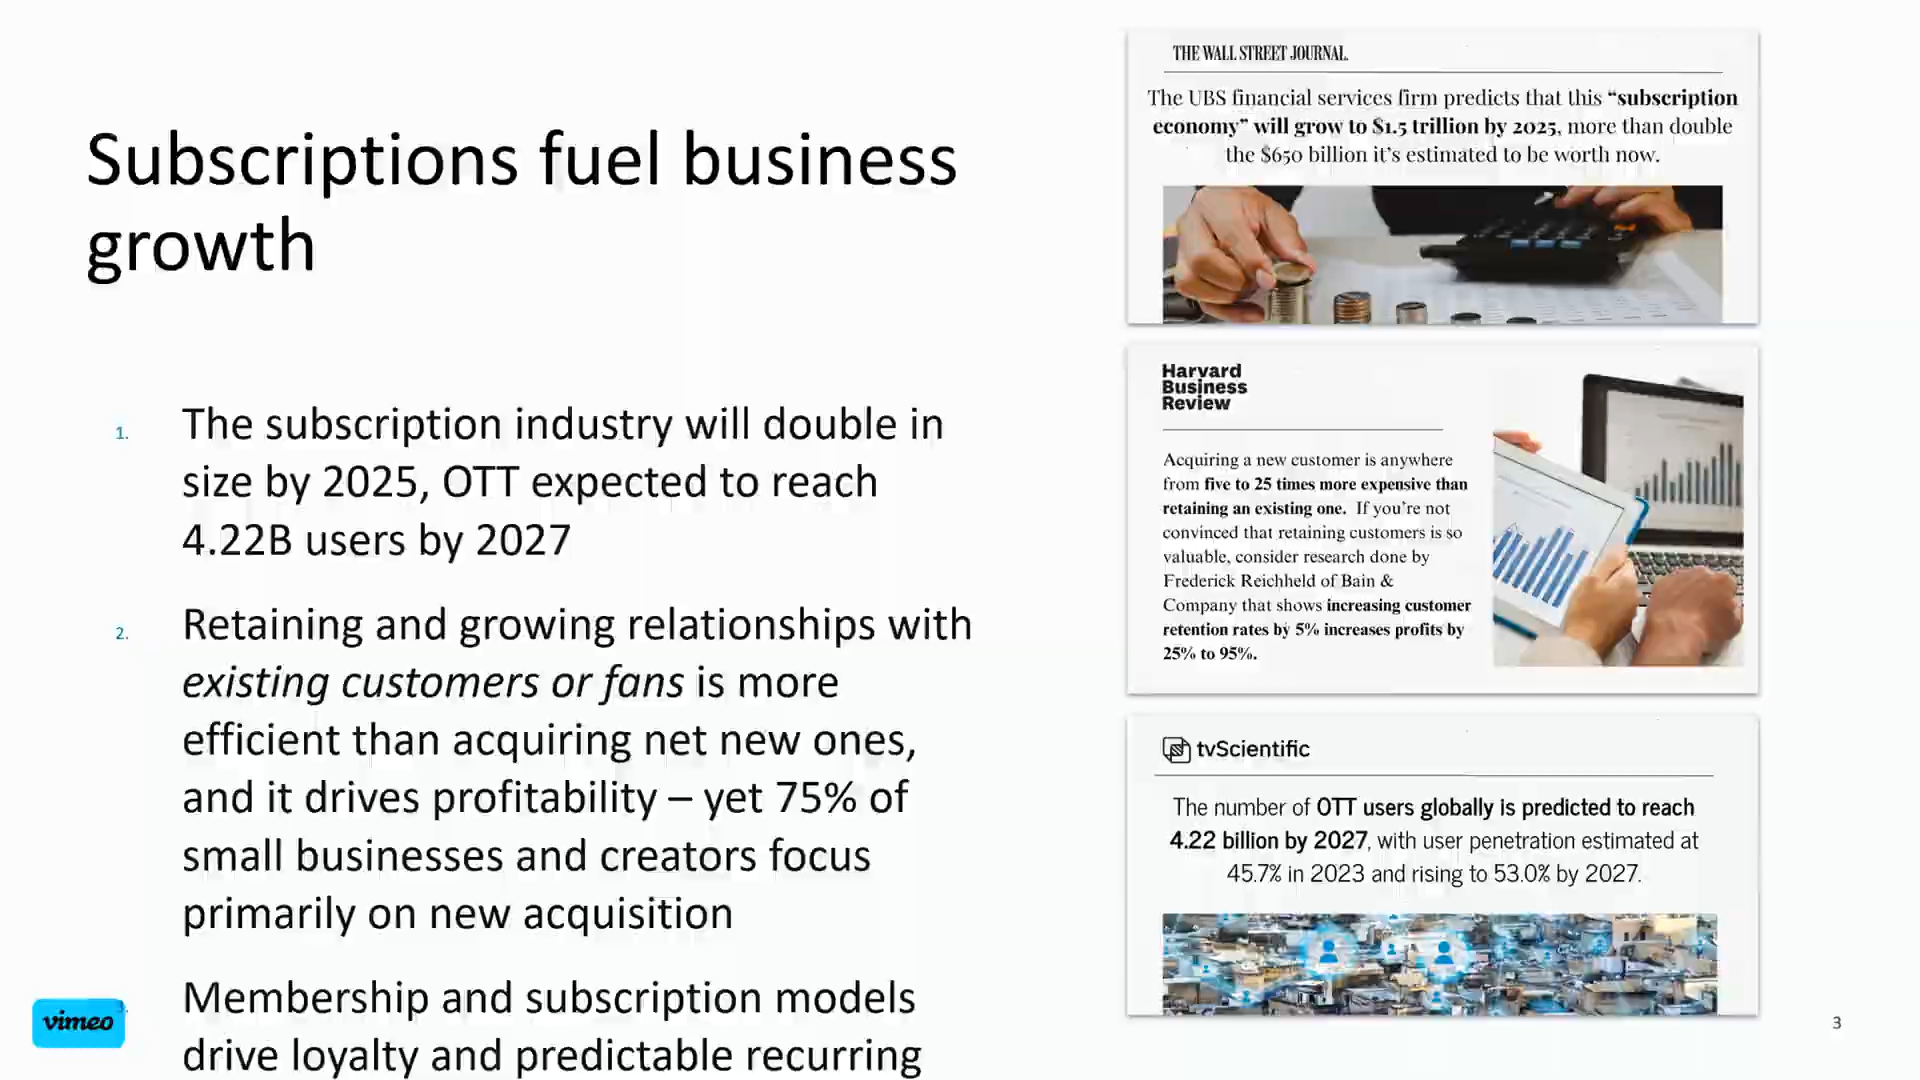 Subscriptions fuel business
growth
1. The subscription industry will double in
size by 2025, OTT expected to reach
4.22B users by 2027
2. Retaining and growing relationships with
existing customers or fans is more
efficient than acquiring net new ones,
and it drives profitability – yet 75% of
small businesses and creators focus
primarily on new acquisition
3. Membership and subscription models
drive loyalty and predictable recurring
vimeo
THE WALL STREET JOURNAL.
The UBS financial services firm predicts that this “subscription
economy” will grow to $1.5 trillion by 2025, more than double
the $650 billion it’s estimated to be worth now.
Harvard
Business
Review
Acquiring a new customer is anywhere
from five to 25 times more expensive than
retaining an existing one. If you’re not
convinced that retaining customers is so
valuable, consider research done by
Frederick Reichheld of Bain &
Company that shows increasing customer
retention rates by 5% increases profits by
25% to 95%.
tvScientific
The number of OTT users globally is predicted to reach
4.22 billion by 2027, with user penetration estimated at
45.7% in 2023 and rising to 53.0% by 2027.
3